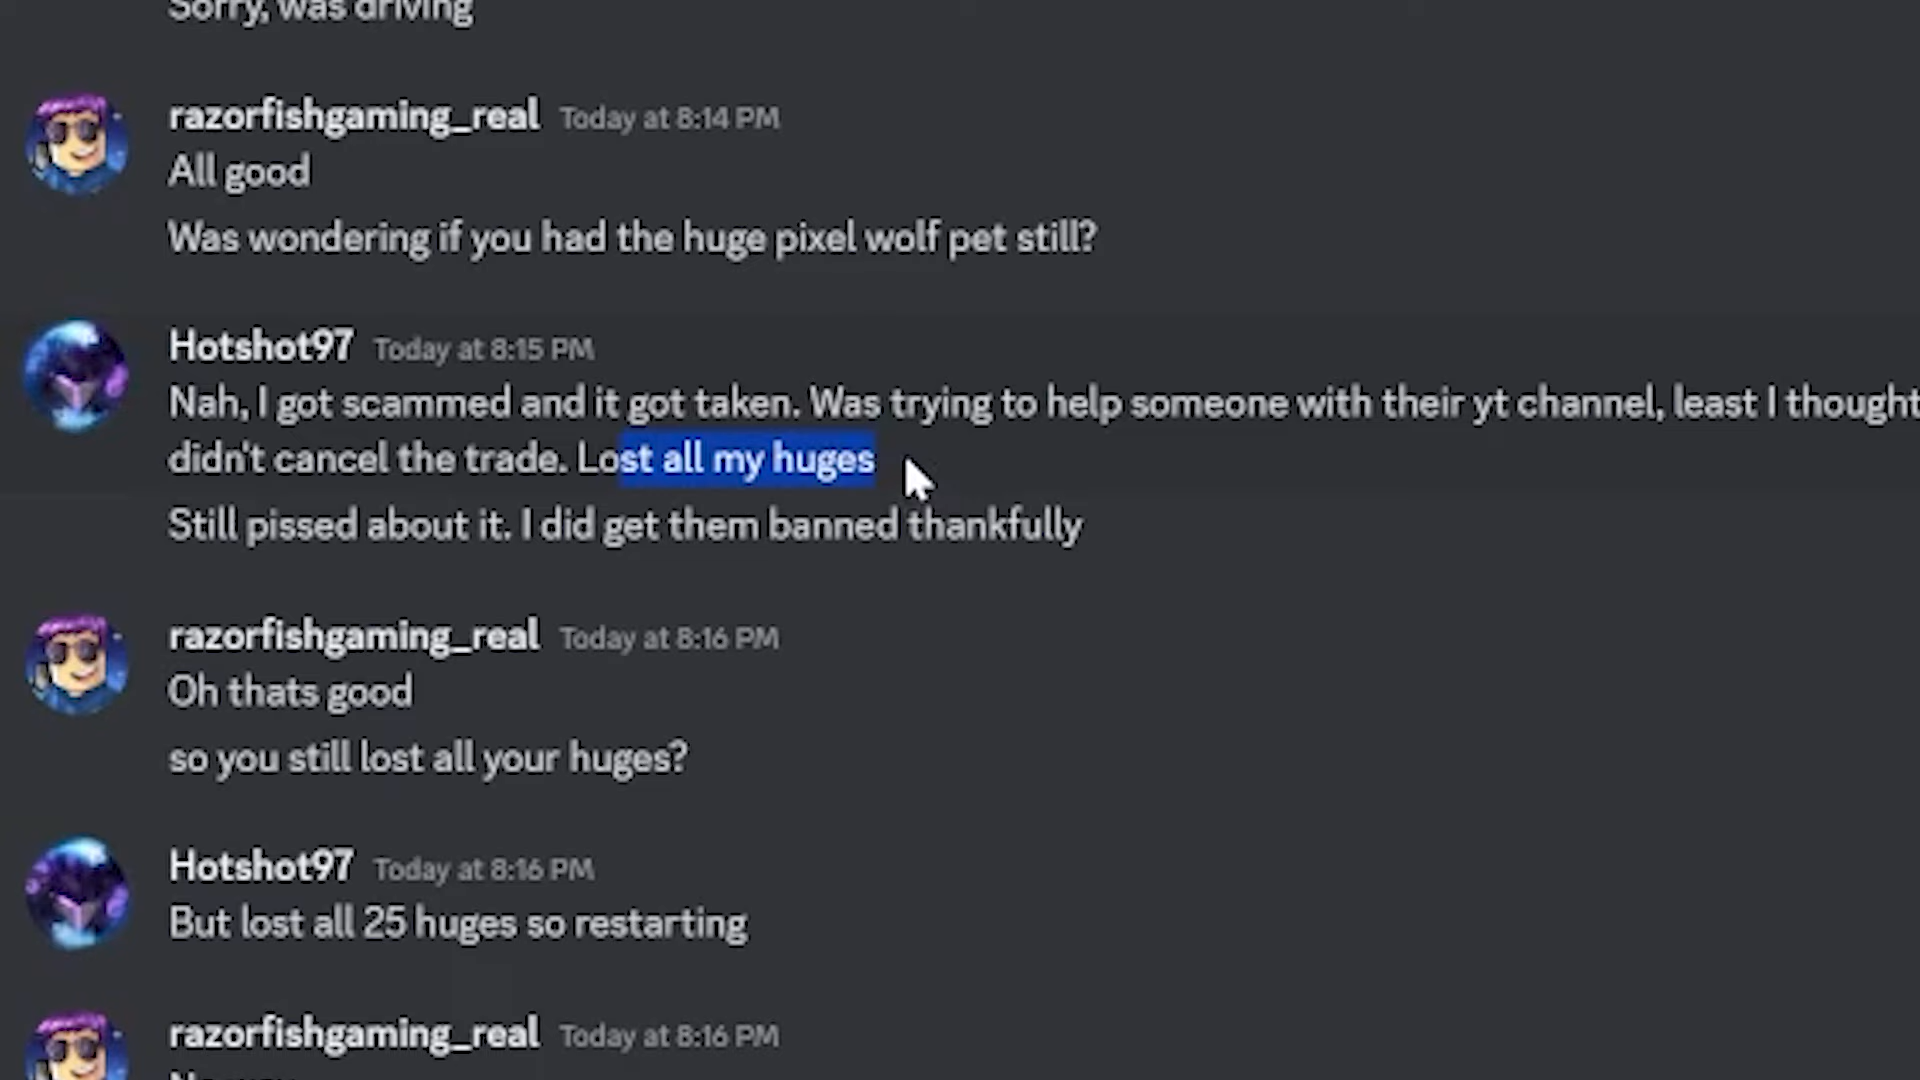 Sorry, was driving
razorfishgaming_real Today at 8:14 PM
All good
Was wondering if you had the huge pixel wolf pet still?
Hotshot97 Today at 8:15 PM
Nah, I got scammed and it got taken. Was trying to help someone with their yt channel, least I thought
didn't cancel the trade. Lost all my huges
Still pissed about it. I did get them banned thankfully
razorfishgaming_real Today at 8:16 PM
Oh thats good
so you still lost all your huges?
Hotshot97 Today at 8:16 PM
But lost all 25 huges so restarting
razorfishgaming_real Today at 8:16 PM